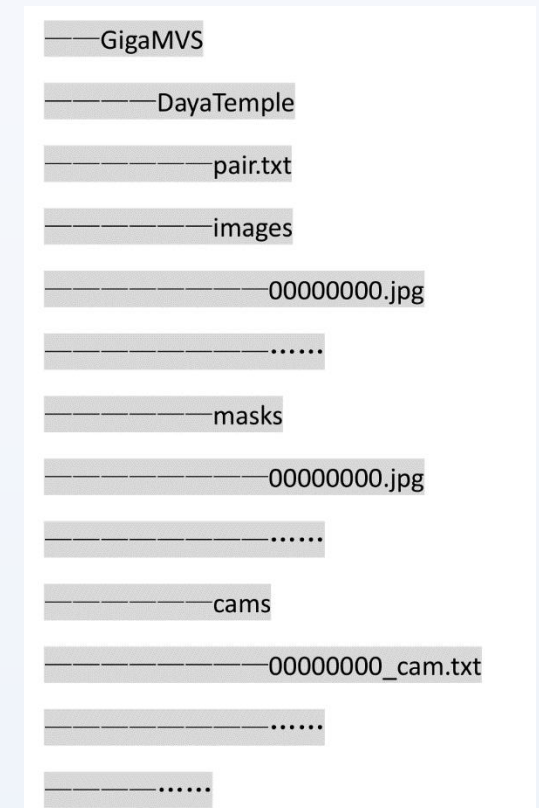 ——GigaMVS
————DayaTemple
——————pair.txt
——————images
————————00000000.jpg
————————······
——————masks
————————00000000.jpg
————————······
——————cams
————————00000000_cam.txt
————————······
————······